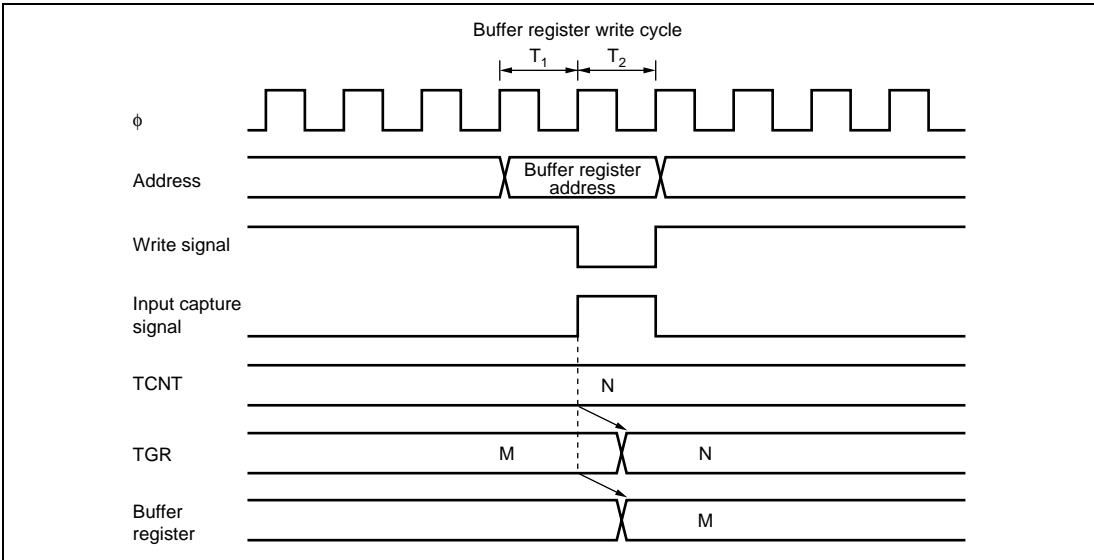 Buffer register write cycle
T1 T2
ϕ
Address
Buffer register
address
Write signal
Input capture
signal
TCNT
N
TGR
M
N
Buffer
register
M